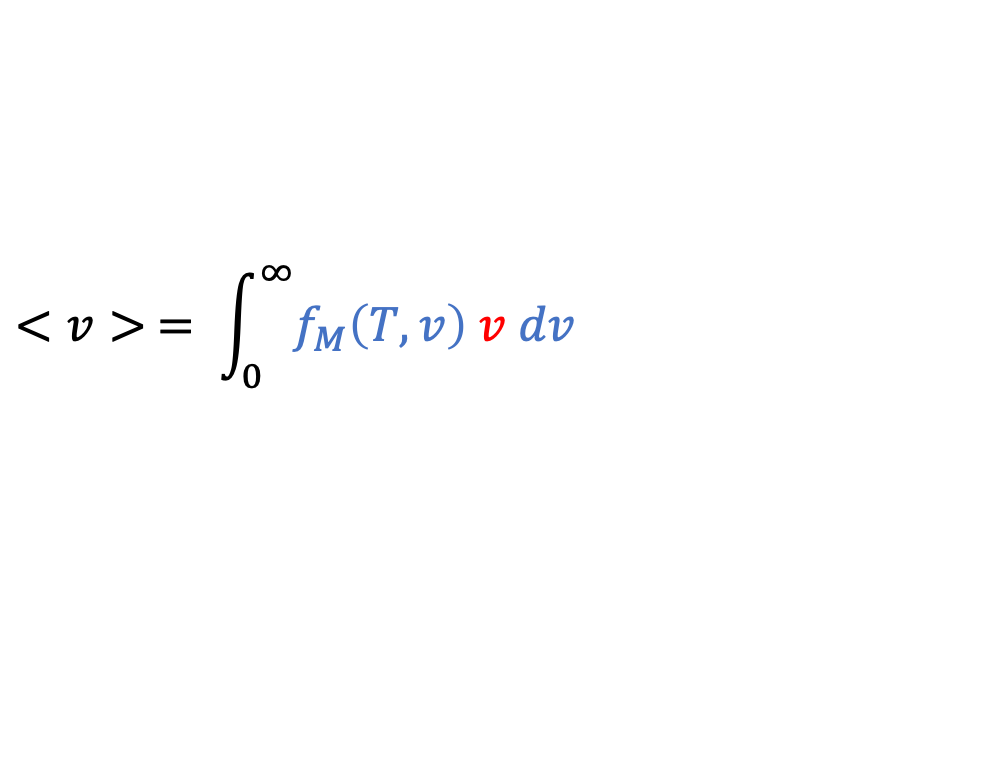 < v > = ∫₀^∞ f_M(T, v) v dv